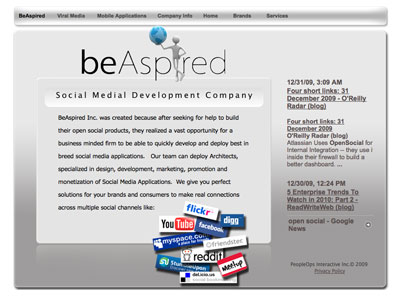 BeAspired Viral Media Mobile Applications Company Info Home Brands Services
beAspired
Social Medial Development Company
BeAspired Inc. was created because after seeking for help to build
their open social products, they realized a vast opportunity for a
business minded firm to be able to quickly develop and deploy best in
breed social media applications. Our team can deploy Architects,
specialized in design, development, marketing, promotion and
monetization of Social Media Applications. We give you perfect
solutions for your brands and consumers to make real connections
across multiple social channels like:
flickr
YouTube
facebook
digg
myspace.com
a place for friends
friendster
reddit
StumbleUpon
Meetup
del.icio.us
12/31/09, 3:09 AM
Four short links: 31
December 2009 - O'Reilly
Radar (blog)
Four short links: 31
December 2009
O'Reilly Radar (blog)
Atlassian Uses OpenSocial for
Internal Integration -- they use i
inside their firewall to build a
better dashboard. ...
12/30/09, 12:24 PM
5 Enterprise Trends To
Watch in 2010: Part 2 -
ReadWriteWeb (blog)
open social - Google
News
PeopleOps Interactive Inc.© 2009
Privacy Policy